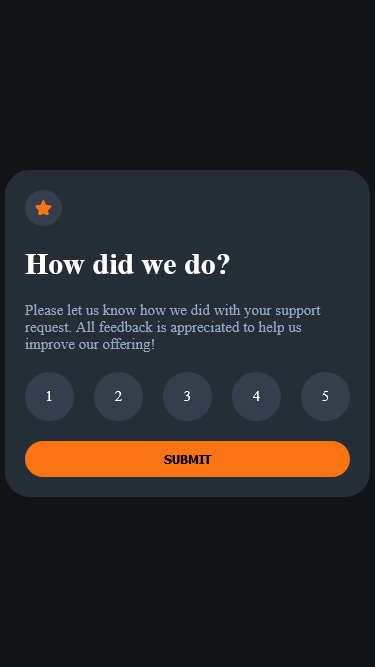 How did we do?
Please let us know how we did with your support
request. All feedback is appreciated to help us
improve our offering!
1 2 3 4 5
SUBMIT